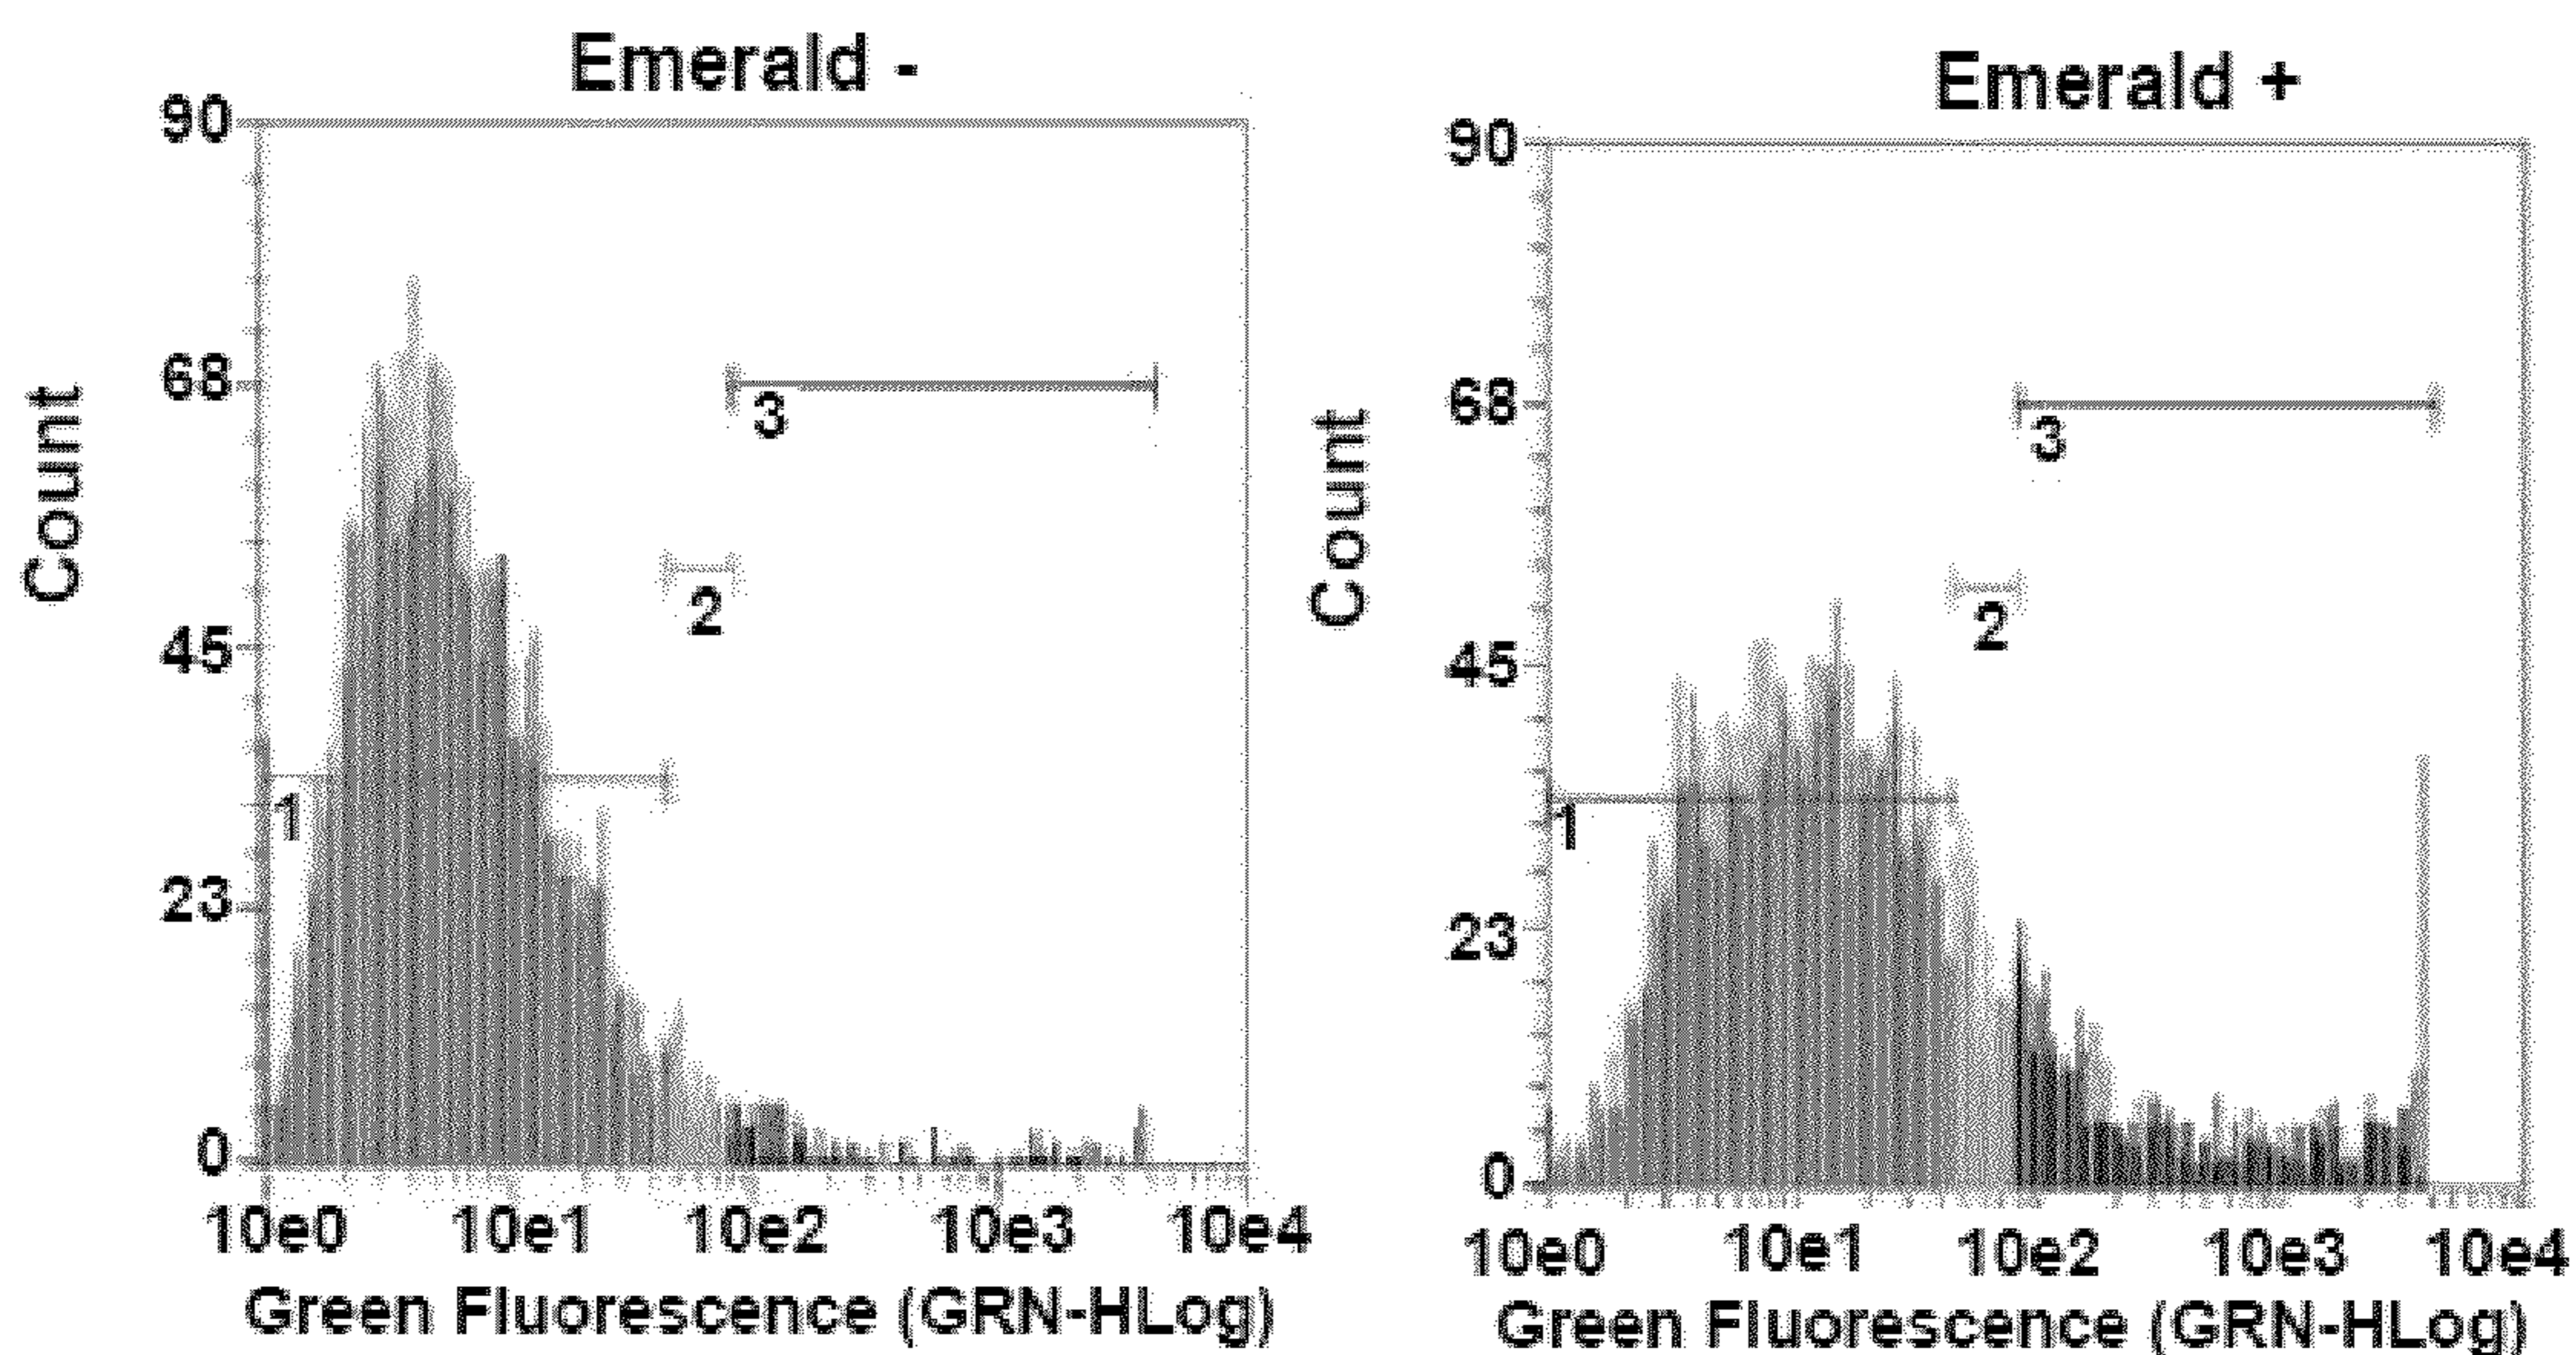 Emerald -
90
68
45
23
0
Count
1
2
3
10e0 10e1 10e2 10e3 10e4
Green Fluorescence (GRN-HLog)
Emerald +
90
68
45
23
0
Count
1
2
3
10e0 10e1 10e2 10e3 10e4
Green Fluorescence (GRN-HLog)